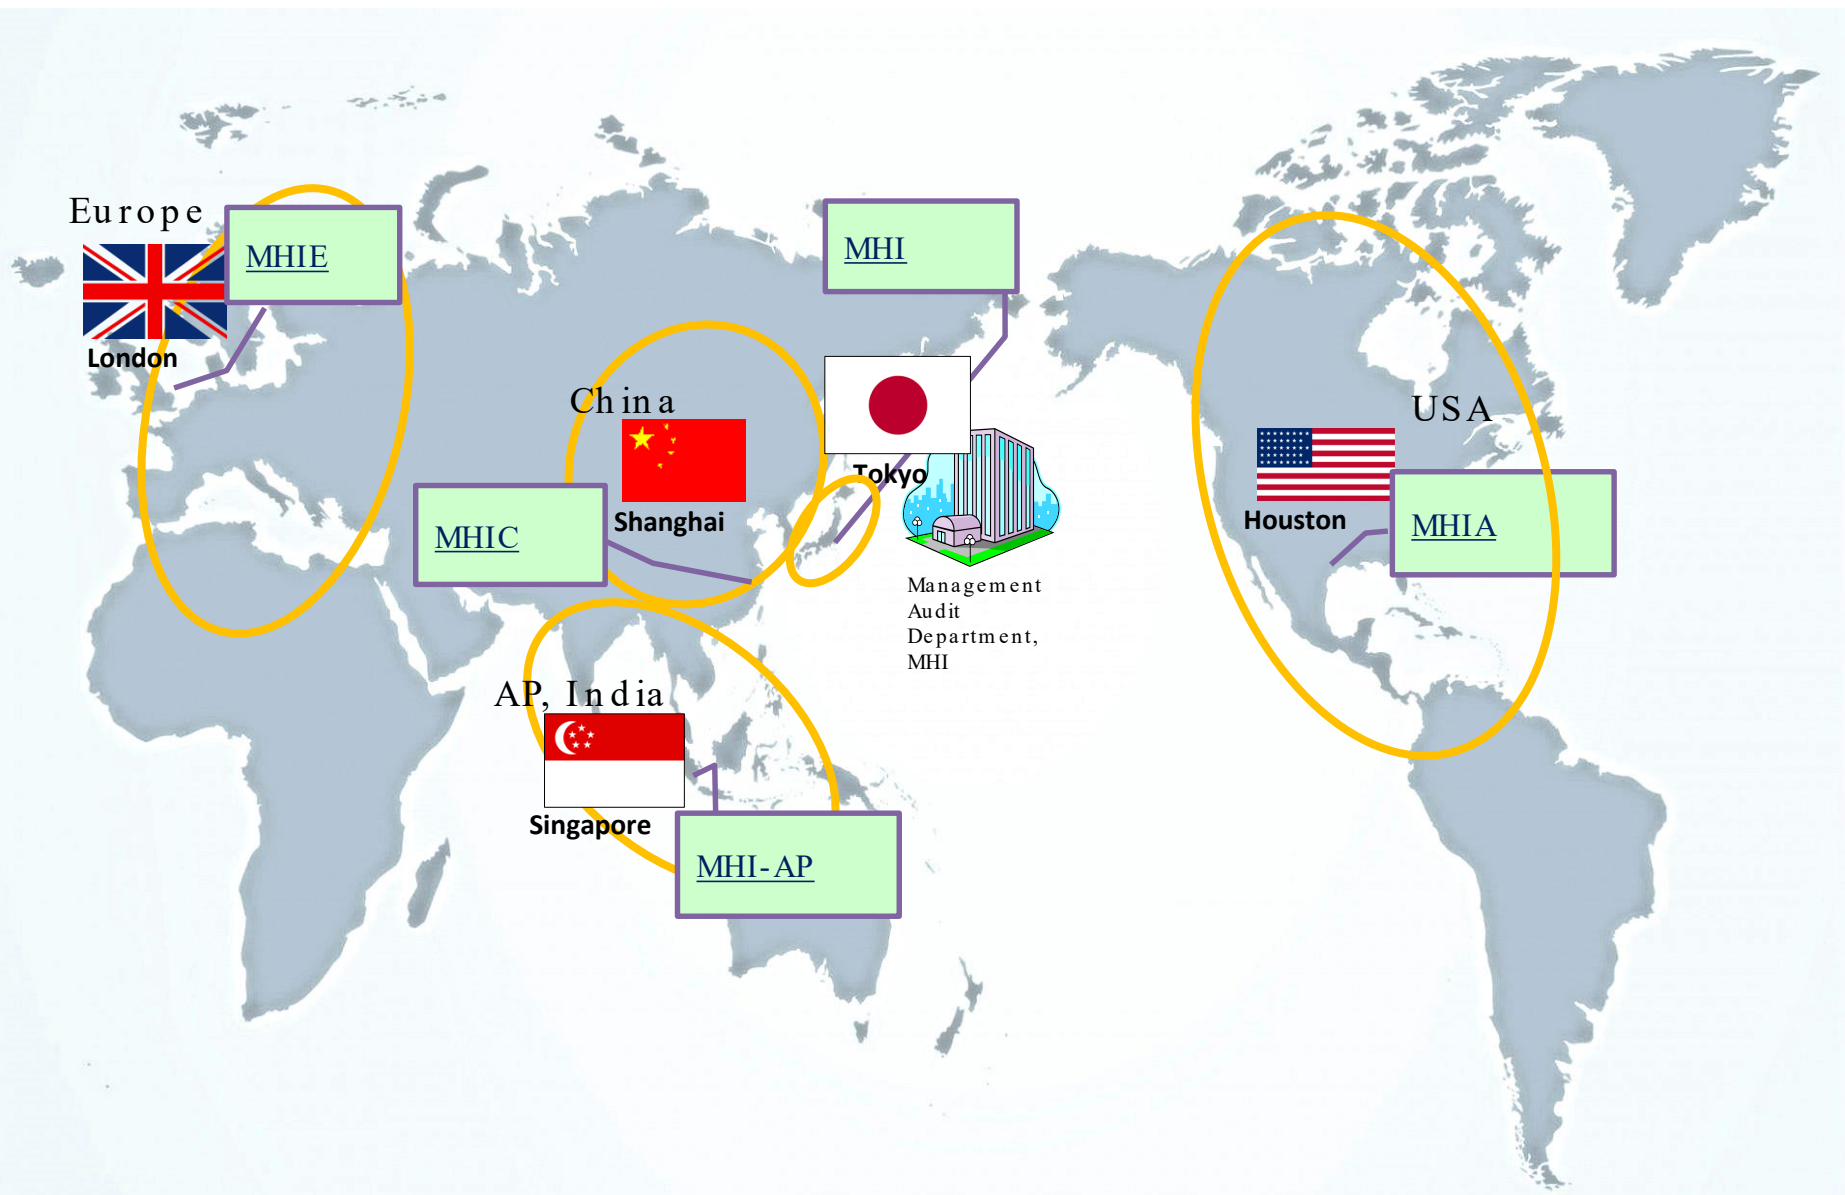 Europe
MHIE
London
MHI
China
Tokyo
Shanghai
MHIC
Management
Audit
Department,
MHI
USA
Houston
MHIA
AP, India
Singapore
MHI-AP